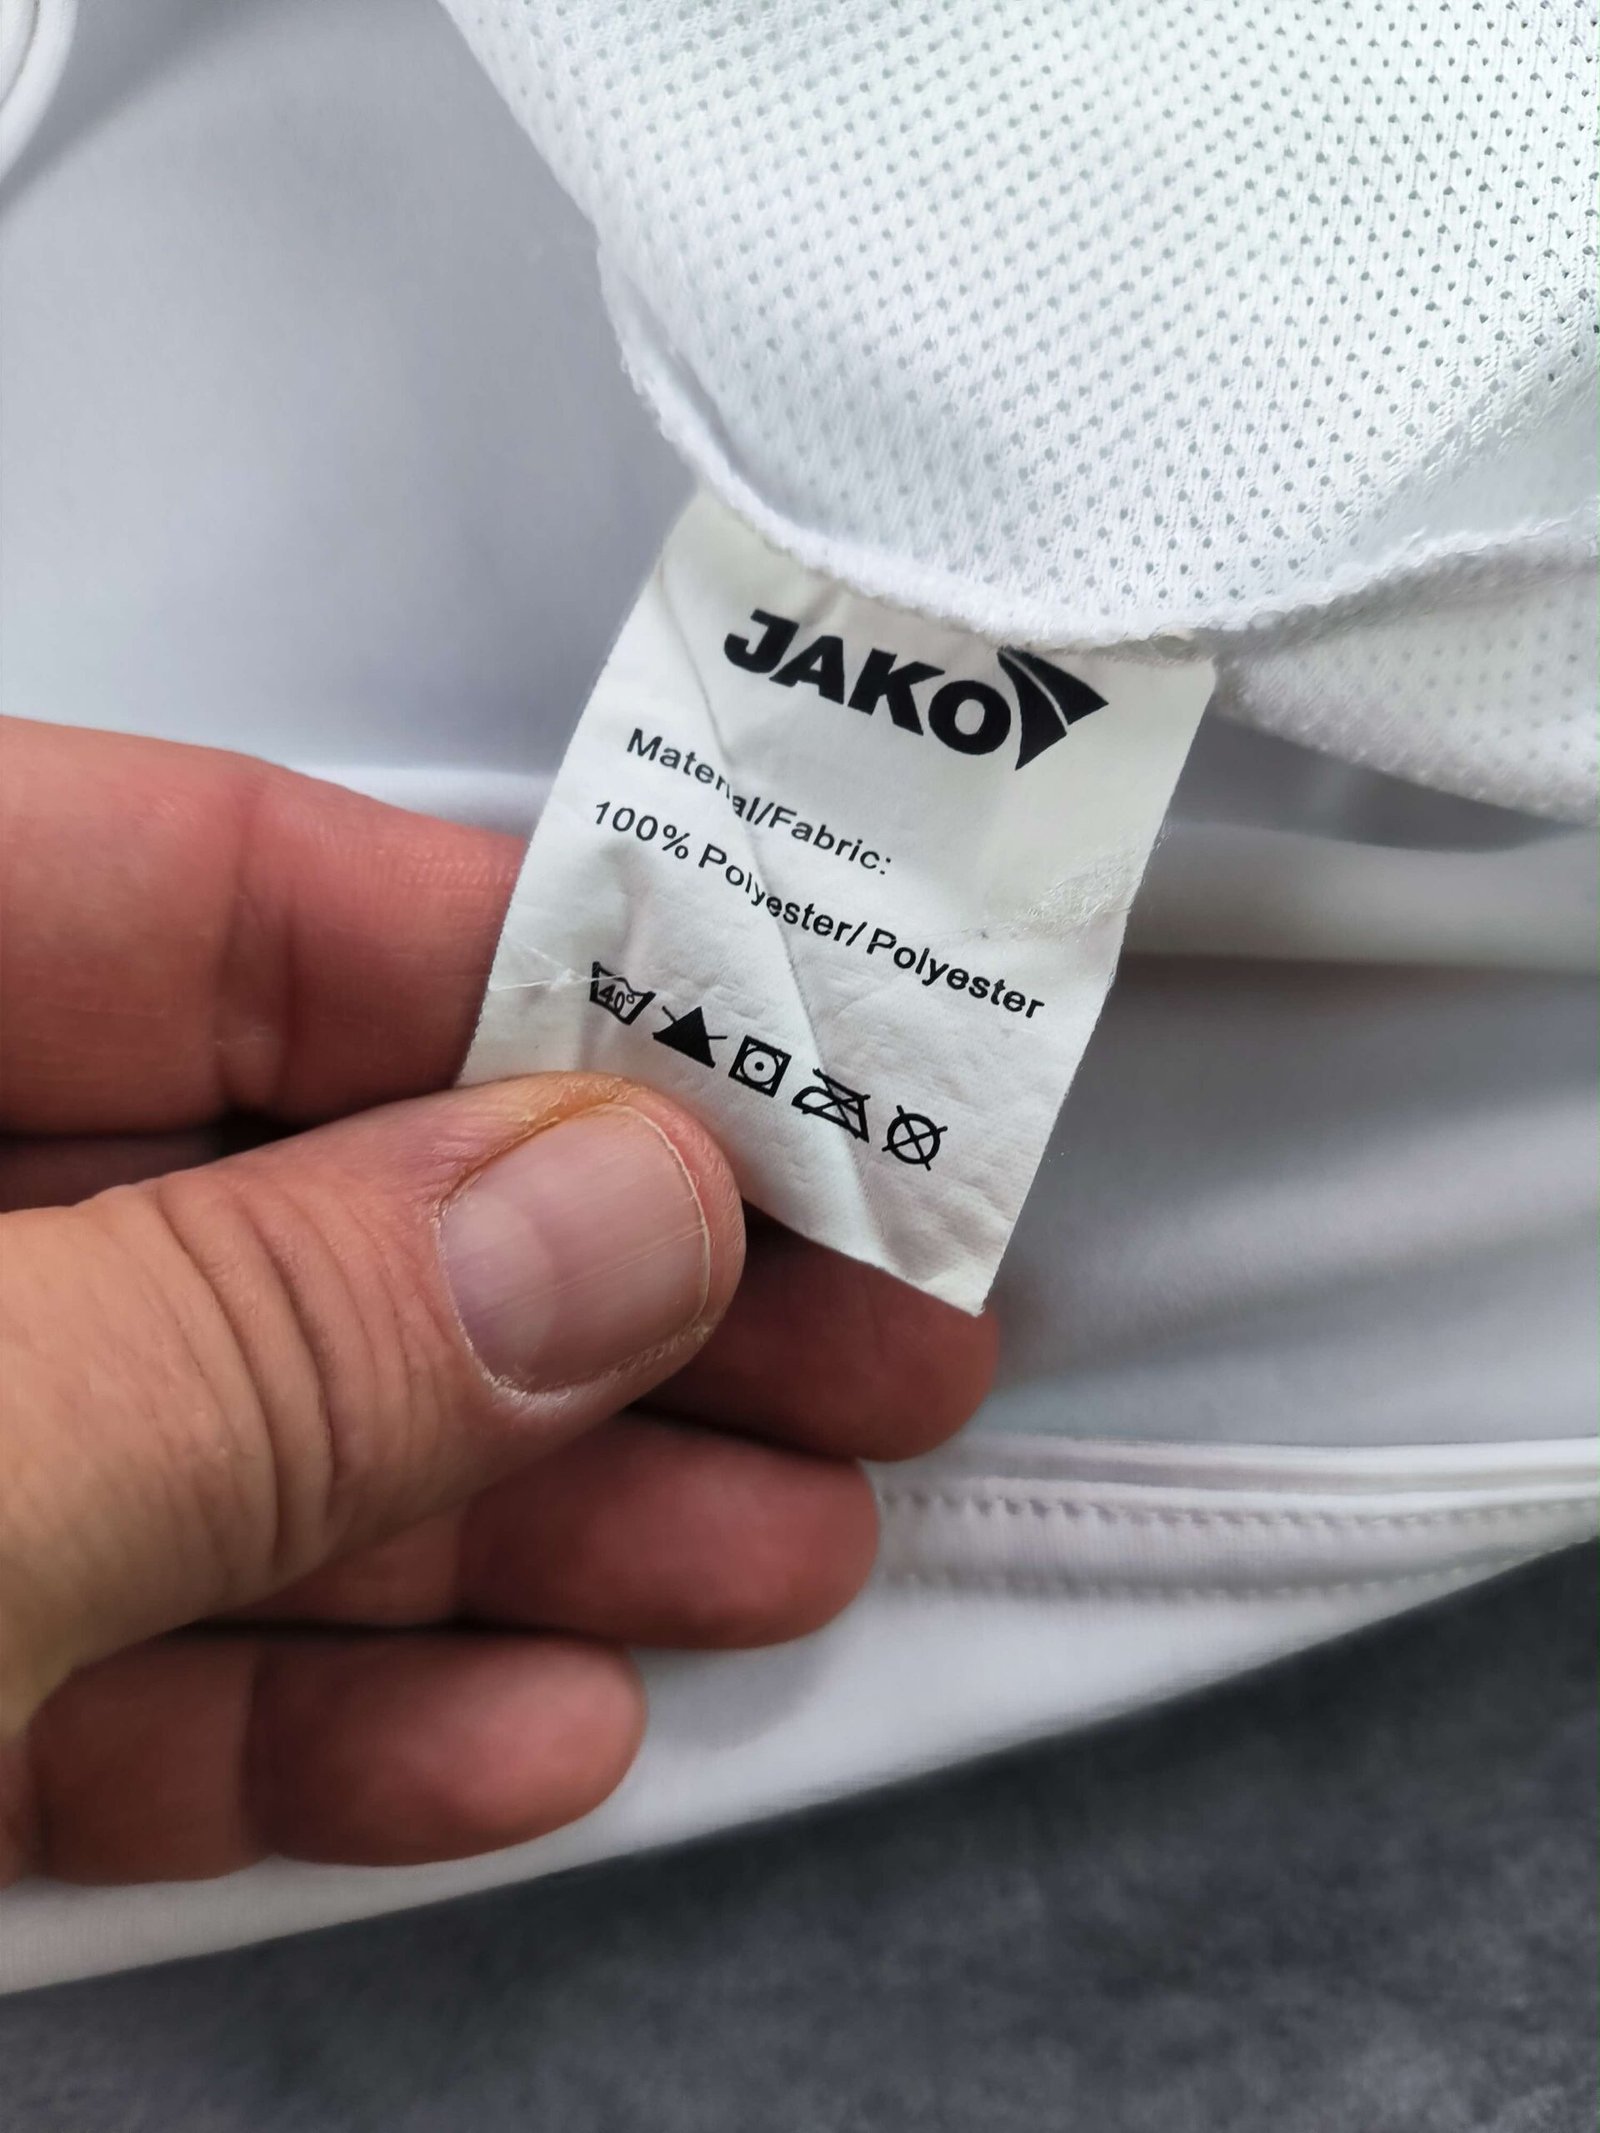 JAKO
Material/Fabric:
100% Polyester/Polyester
40°